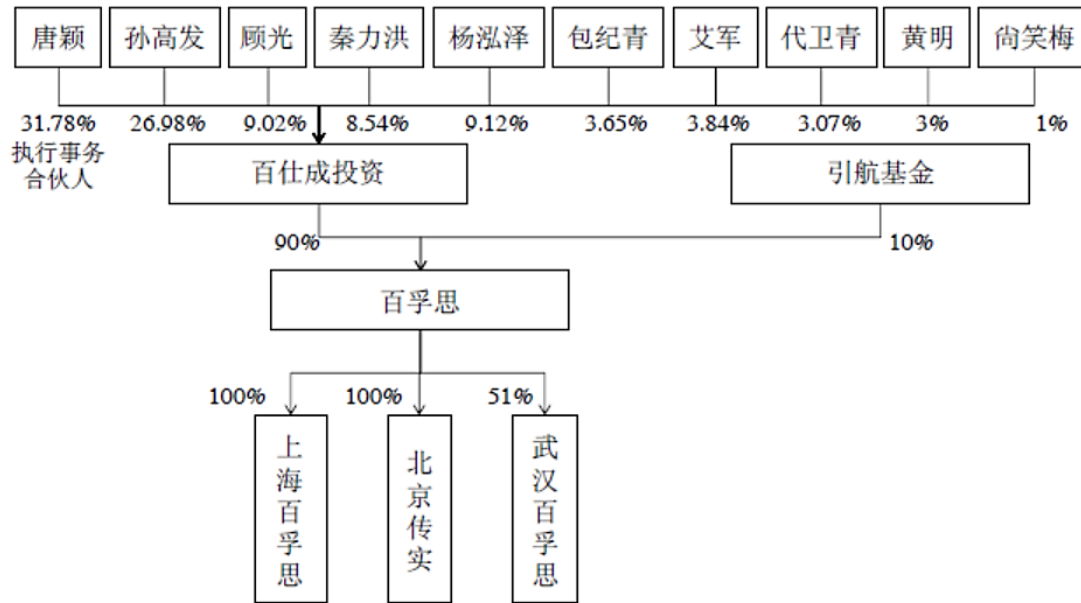 唐颖 孙高发 顾光 秦力洪 杨泓泽 包纪青 艾军 代卫青 黄明 尙笑梅
31.78% 26.98% 9.02% 8.54% 9.12% 3.65% 3.84% 3.07% 3% 1%
执行事务
合伙人
百仕成投资 引航基金
90% 10%
百孚思
100% 100% 51%
上海百孚思
北京传实
武汉百孚思